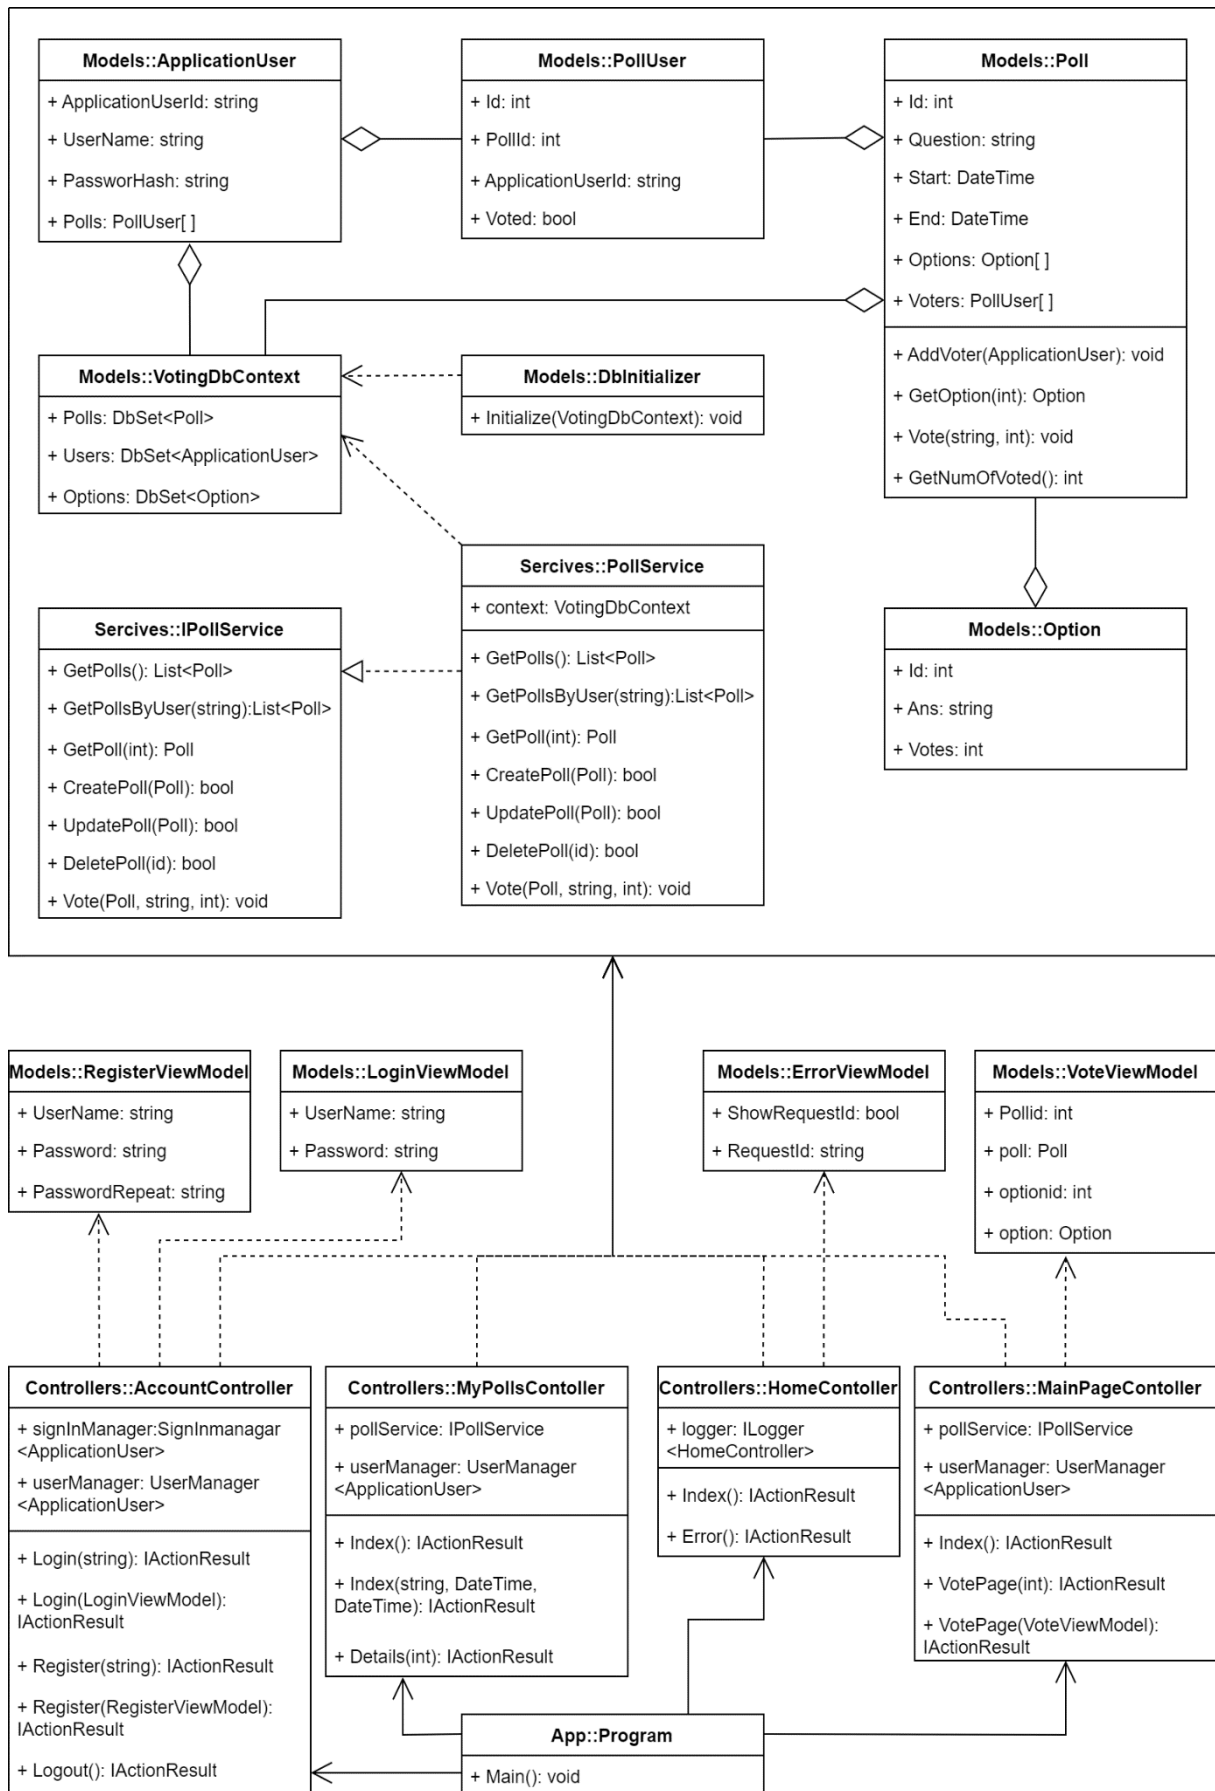 Models::ApplicationUser
+ ApplicationUserId: string
+ UserName: string
+ PassworHash: string
+ Polls: PollUser[ ]
Models::PollUser
+ Id: int
+ PollId: int
+ ApplicationUserId: string
+ Voted: bool
Models::Poll
+ Id: int
+ Question: string
+ Start: DateTime
+ End: DateTime
+ Options: Option[ ]
+ Voters: PollUser[ ]
+ AddVoter(ApplicationUser): void
+ GetOption(int): Option
+ Vote(string, int): void
+ GetNumOfVoted(): int
Models::VotingDbContext
+ Polls: DbSet<Poll>
+ Users: DbSet<ApplicationUser>
+ Options: DbSet<Option>
Models::DbInitializer
+ Initialize(VotingDbContext): void
Sercives::IPollService
+ GetPolls(): List<Poll>
+ GetPollsByUser(string):List<Poll>
+ GetPoll(int): Poll
+ CreatePoll(Poll): bool
+ UpdatePoll(Poll): bool
+ DeletePoll(id): bool
+ Vote(Poll, string, int): void
Sercives::PollService
+ context: VotingDbContext
+ GetPolls(): List<Poll>
+ GetPollsByUser(string):List<Poll>
+ GetPoll(int): Poll
+ CreatePoll(Poll): bool
+ UpdatePoll(Poll): bool
+ DeletePoll(id): bool
+ Vote(Poll, string, int): void
Models::Option
+ Id: int
+ Ans: string
+ Votes: int
Models::RegisterViewModel
+ UserName: string
+ Password: string
+ PasswordRepeat: string
Models::LoginViewModel
+ UserName: string
+ Password: string
Models::ErrorViewModel
+ ShowRequestId: bool
+ RequestId: string
Models::VoteViewModel
+ Pollid: int
+ poll: Poll
+ optionid: int
+ option: Option
Controllers::AccountController
+ signInManager:SignInmanagar
<ApplicationUser>
+ userManager: UserManager
<ApplicationUser>
+ Login(string): IActionResult
+ Login(LoginViewModel):
IActionResult
+ Register(string): IActionResult
+ Register(RegisterViewModel):
IActionResult
+ Logout(): IActionResult
Controllers::MyPollsContoller
+ pollService: IPollService
+ userManager: UserManager
<ApplicationUser>
+ Index(): IActionResult
+ Index(string, DateTime,
DateTime): IActionResult
+ Details(int): IActionResult
Controllers::HomeContoller
+ logger: ILogger
<HomeController>
+ Index(): IActionResult
+ Error(): IActionResult
Controllers::MainPageContoller
+ pollService: IPollService
+ userManager: UserManager
<ApplicationUser>
+ Index(): IActionResult
+ VotePage(int): IActionResult
+ VotePage(VoteViewModel):
IActionResult
App::Program
+ Main(): void